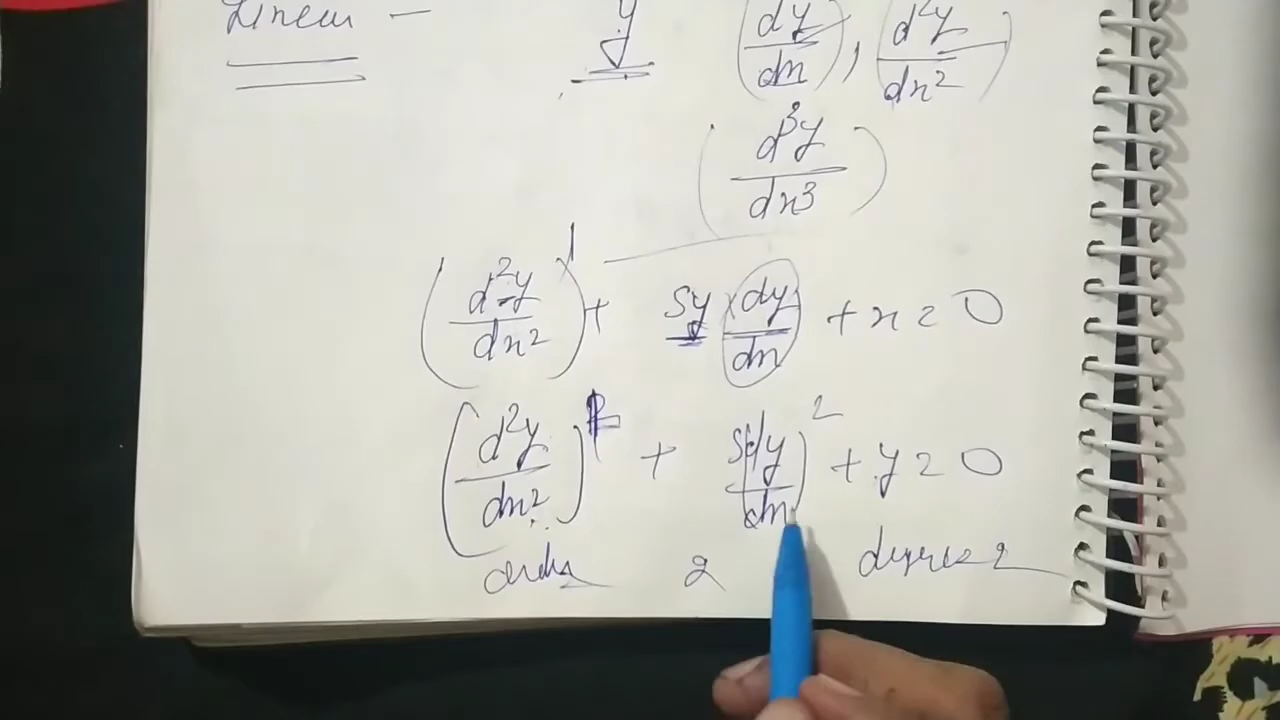 Linear — y (dy/dx), (d²y/dx²)
(d³y/dx³)
(d²y/dx²)¹ + 5y × dy/dx + x = 0
(d²y/dx²) + 5(dy/dx)² + y = 0
order 2 degree 2